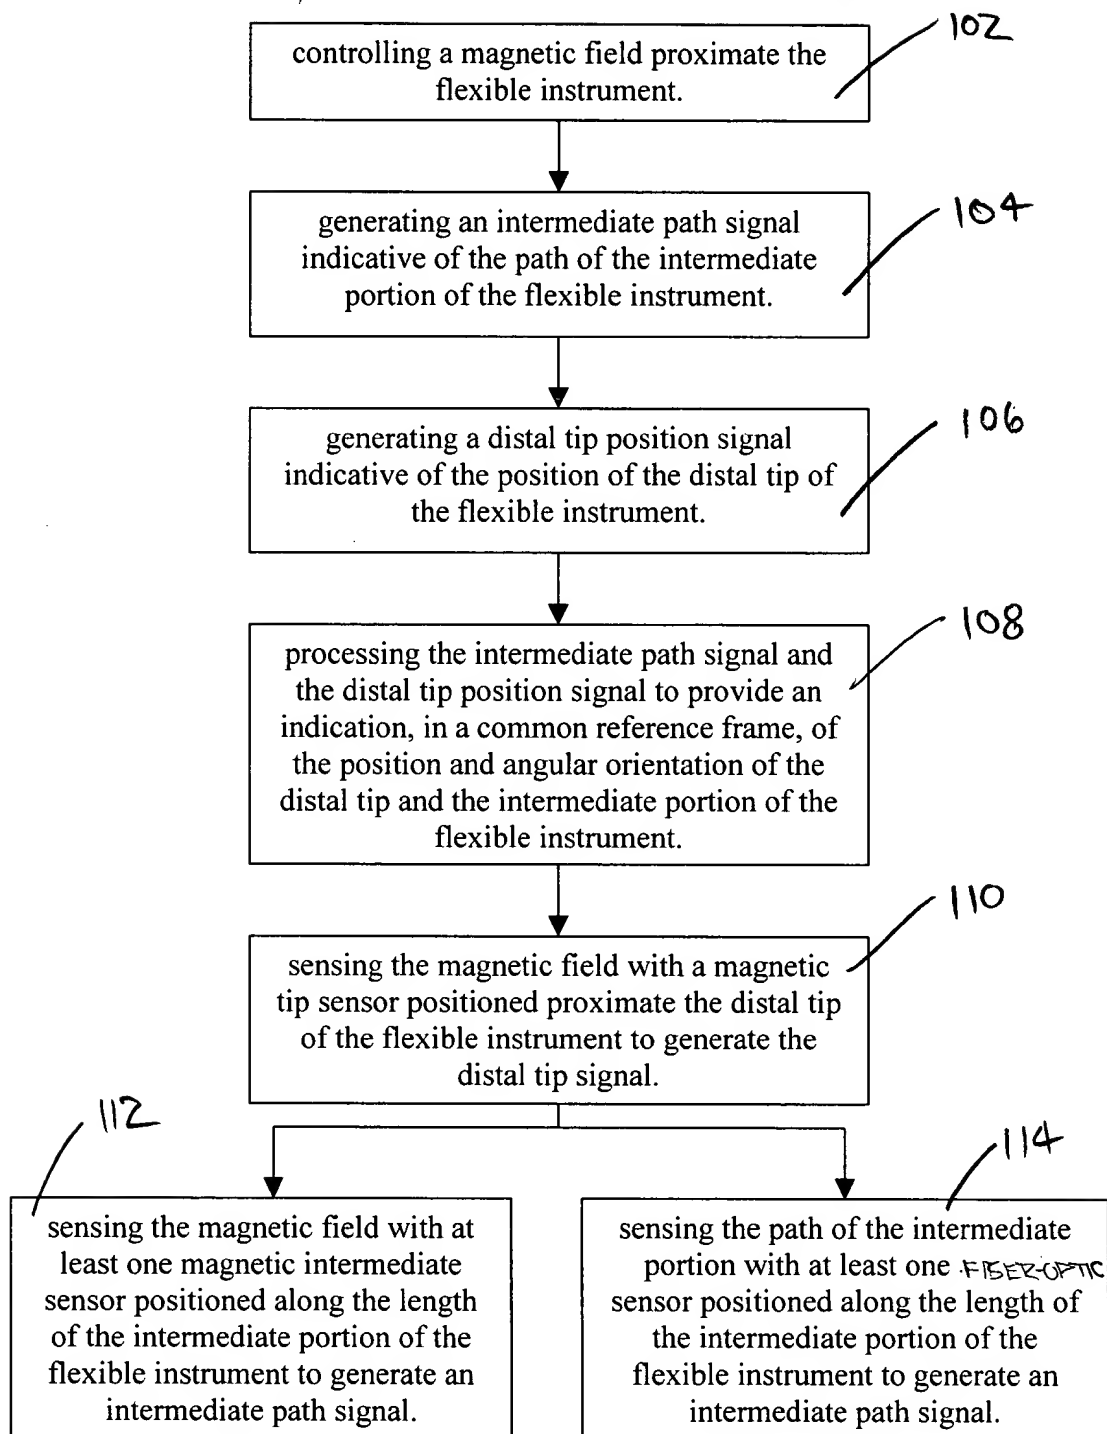 102
controlling a magnetic field proximate the
flexible instrument.
104
generating an intermediate path signal
indicative of the path of the intermediate
portion of the flexible instrument.
106
generating a distal tip position signal
indicative of the position of the distal tip of
the flexible instrument.
108
processing the intermediate path signal and
the distal tip position signal to provide an
indication, in a common reference frame, of
the position and angular orientation of the
distal tip and the intermediate portion of the
flexible instrument.
110
sensing the magnetic field with a magnetic
tip sensor positioned proximate the distal tip
of the flexible instrument to generate the
distal tip signal.
112
sensing the magnetic field with at
least one magnetic intermediate
sensor positioned along the length
of the intermediate portion of the
flexible instrument to generate an
intermediate path signal.
114
sensing the path of the intermediate
portion with at least one FIBER-OPTIC
sensor positioned along the length of
the intermediate portion of the
flexible instrument to generate an
intermediate path signal.